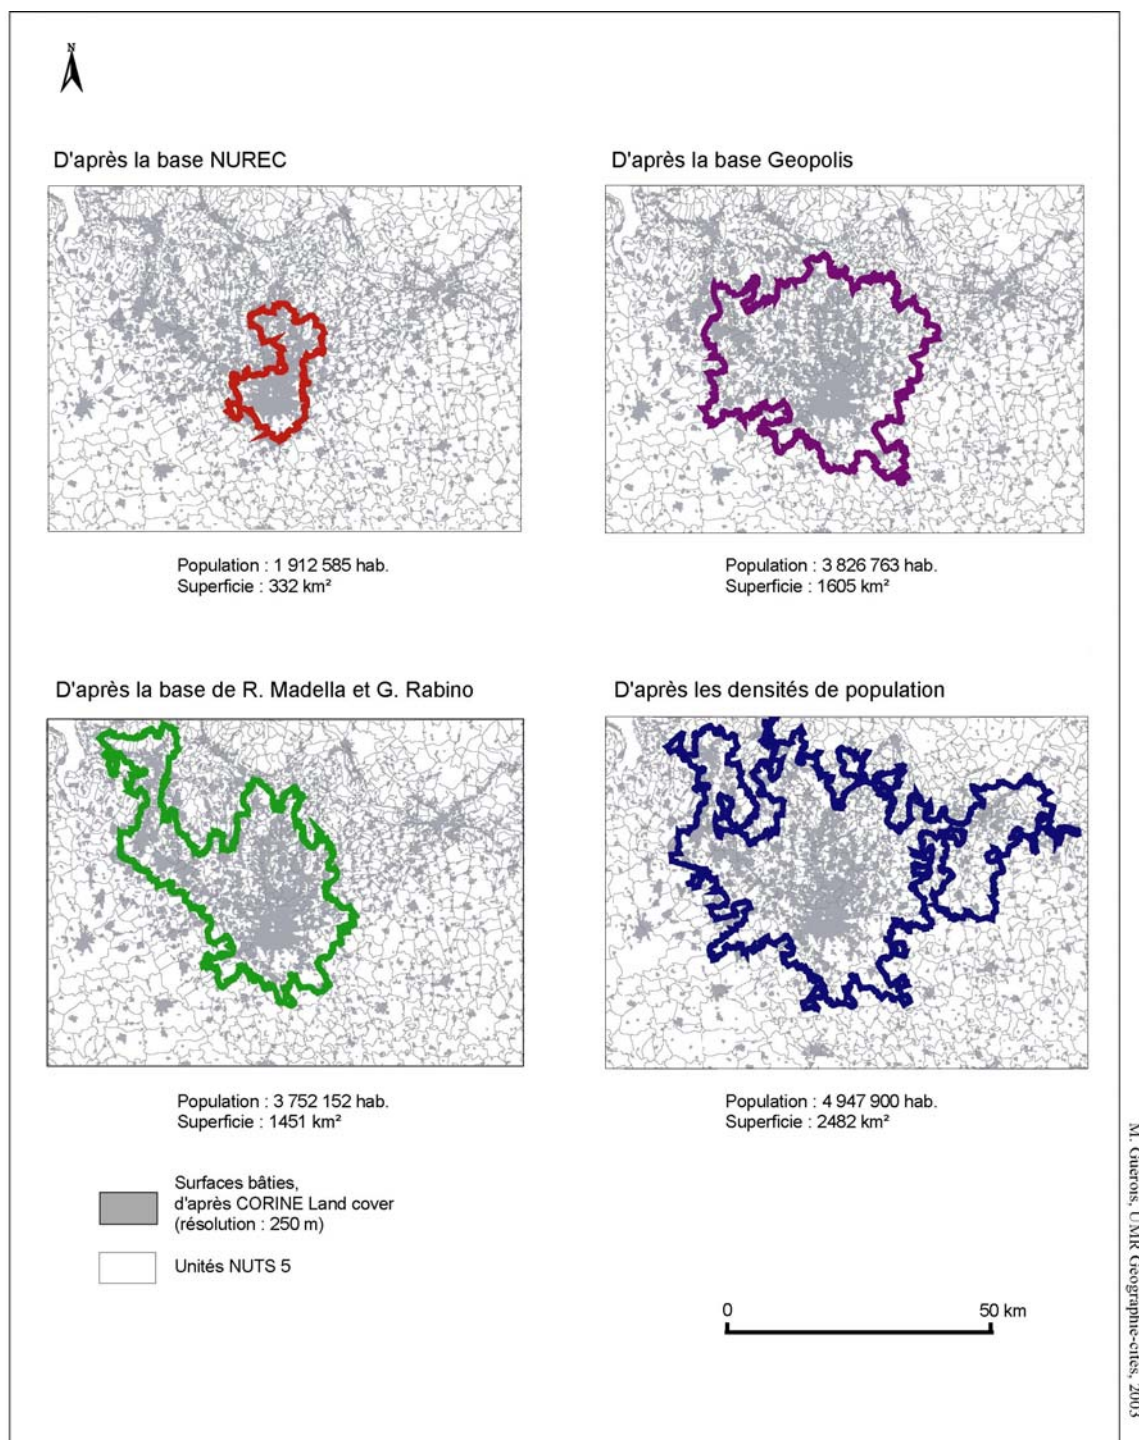 N
D'après la base NUREC
D'après la base Geopolis
Population : 1 912 585 hab.
Superficie : 332 km²
Population : 3 826 763 hab.
Superficie : 1605 km²
D'après la base de R. Madella et G. Rabino
D'après les densités de population
Population : 3 752 152 hab.
Superficie : 1451 km²
Population : 4 947 900 hab.
Superficie : 2482 km²
Surfaces bâties,
d'après CORINE Land cover
(résolution : 250 m)
Unités NUTS 5
0 50 km
M. Guérois, UMR Géographie-cités, 2003